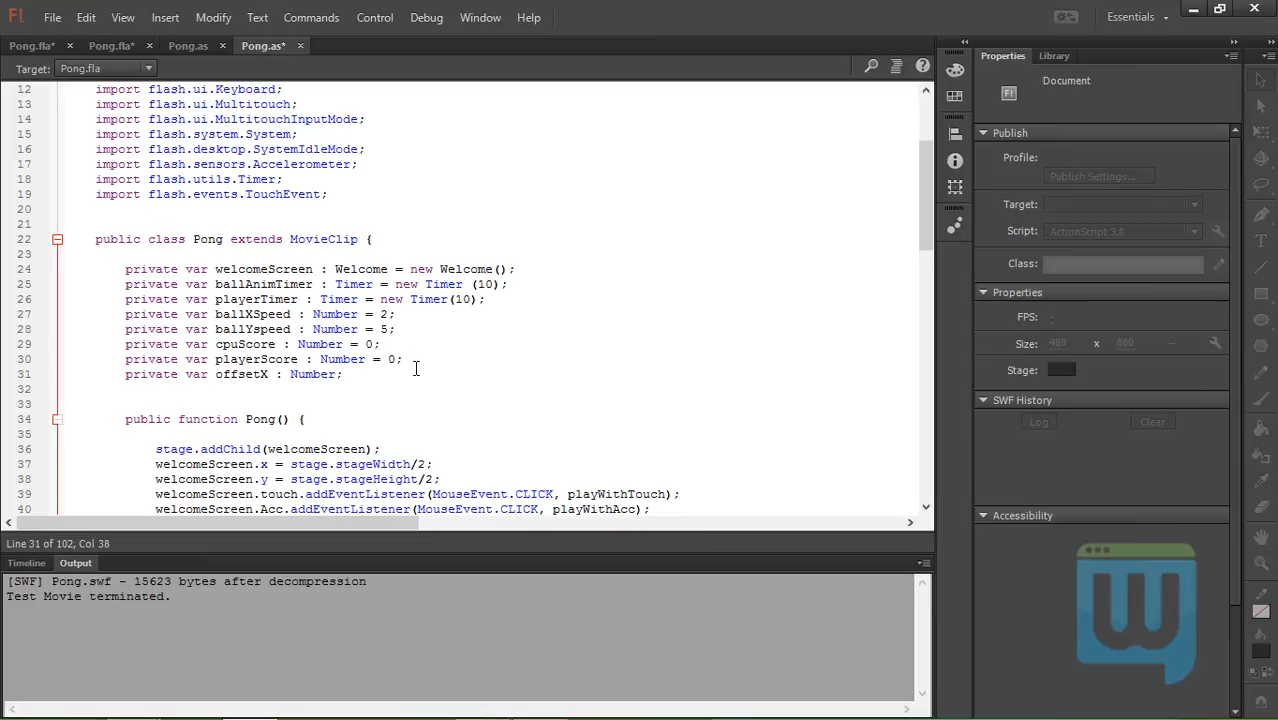 Fl File Edit View Insert Modify Text Commands Control Debug Window Help Essentials
Pong.fla* × Pong.fla* × Pong.as × Pong.as* ×
Target: Pong.fla
12 import flash.ui.Keyboard;
13 import flash.ui.Multitouch;
14 import flash.ui.MultitouchInputMode;
15 import flash.system.System;
16 import flash.desktop.SystemIdleMode;
17 import flash.sensors.Accelerometer;
18 import flash.utils.Timer;
19 import flash.events.TouchEvent;
20
21
22 public class Pong extends MovieClip {
23
24 private var welcomeScreen : Welcome = new Welcome();
25 private var ballAnimTimer : Timer = new Timer (10);
26 private var playerTimer : Timer = new Timer(10);
27 private var ballXSpeed : Number = 2;
28 private var ballYspeed : Number = 5;
29 private var cpuScore : Number = 0;
30 private var playerScore : Number = 0;
31 private var offsetX : Number;
32
33
34 public function Pong() {
35
36 stage.addChild(welcomeScreen);
37 welcomeScreen.x = stage.stageWidth/2;
38 welcomeScreen.y = stage.stageHeight/2;
39 welcomeScreen.touch.addEventListener(MouseEvent.CLICK, playWithTouch);
40 welcomeScreen.Acc.addEventListener(MouseEvent.CLICK, playWithAcc);
Line 31 of 102, Col 38
Timeline Output
[SWF] Pong.swf - 15623 bytes after decompression
Test Movie terminated.
Properties Library
Fl Document
Publish
Profile:
Publish Settings...
Target:
Script: ActionScript 3.0
Class:
Properties
FPS: -
Size: 480 x 800
Stage:
SWF History
Log Clear
Accessibility
W